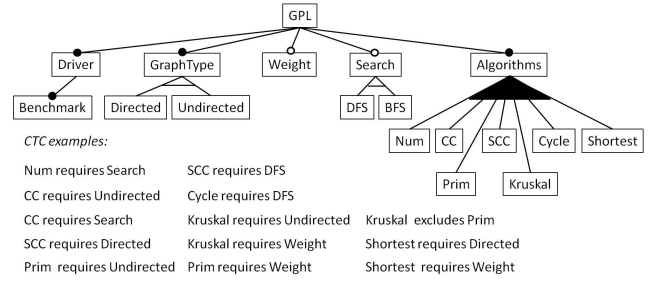 GPL
Driver GraphType Weight Search Algorithms
Benchmark Directed Undirected DFS BFS
Num CC SCC Cycle Shortest
Prim Kruskal
CTC examples:
Num requires Search SCC requires DFS
CC requires Undirected Cycle requires DFS
CC requires Search Kruskal requires Undirected Kruskal excludes Prim
SCC requires Directed Kruskal requires Weight Shortest requires Directed
Prim requires Undirected Prim requires Weight Shortest requires Weight